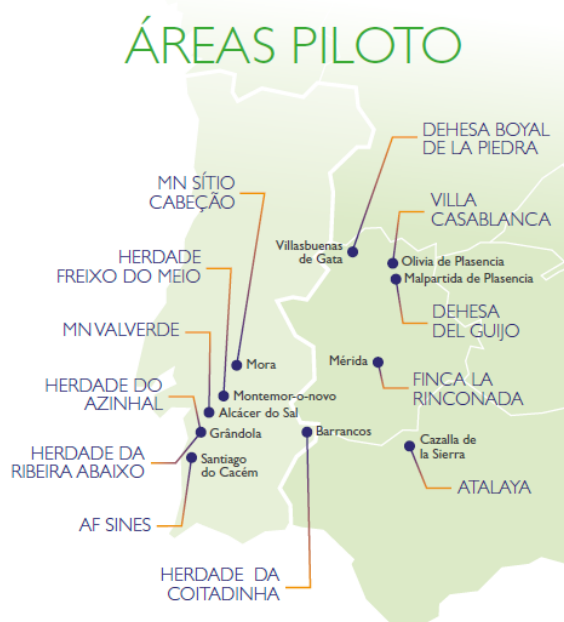 ÁREAS PILOTO
DEHESA BOYAL
DE LA PIEDRA
MN SÍTIO
CABEÇÃO
VILLA
CASABLANCA
Villasbuenas
de Gata
HERDADE
FREIXO DO MEIO
Olivia de Plasencia
Malpartida de Plasencia
DEHESA
DEL GUIJO
MN VALVERDE
Mora
Mérida
FINCA LA
RINCONADA
HERDADE DO
AZINHAL
Montemor-o-novo
Alcácer do Sal
Grândola
Barrancos
Cazalla de
la Sierra
HERDADE DA
RIBEIRA ABAIXO
Santiago
do Cacém
ATALAYA
AF SINES
HERDADE DA
COITADINHA